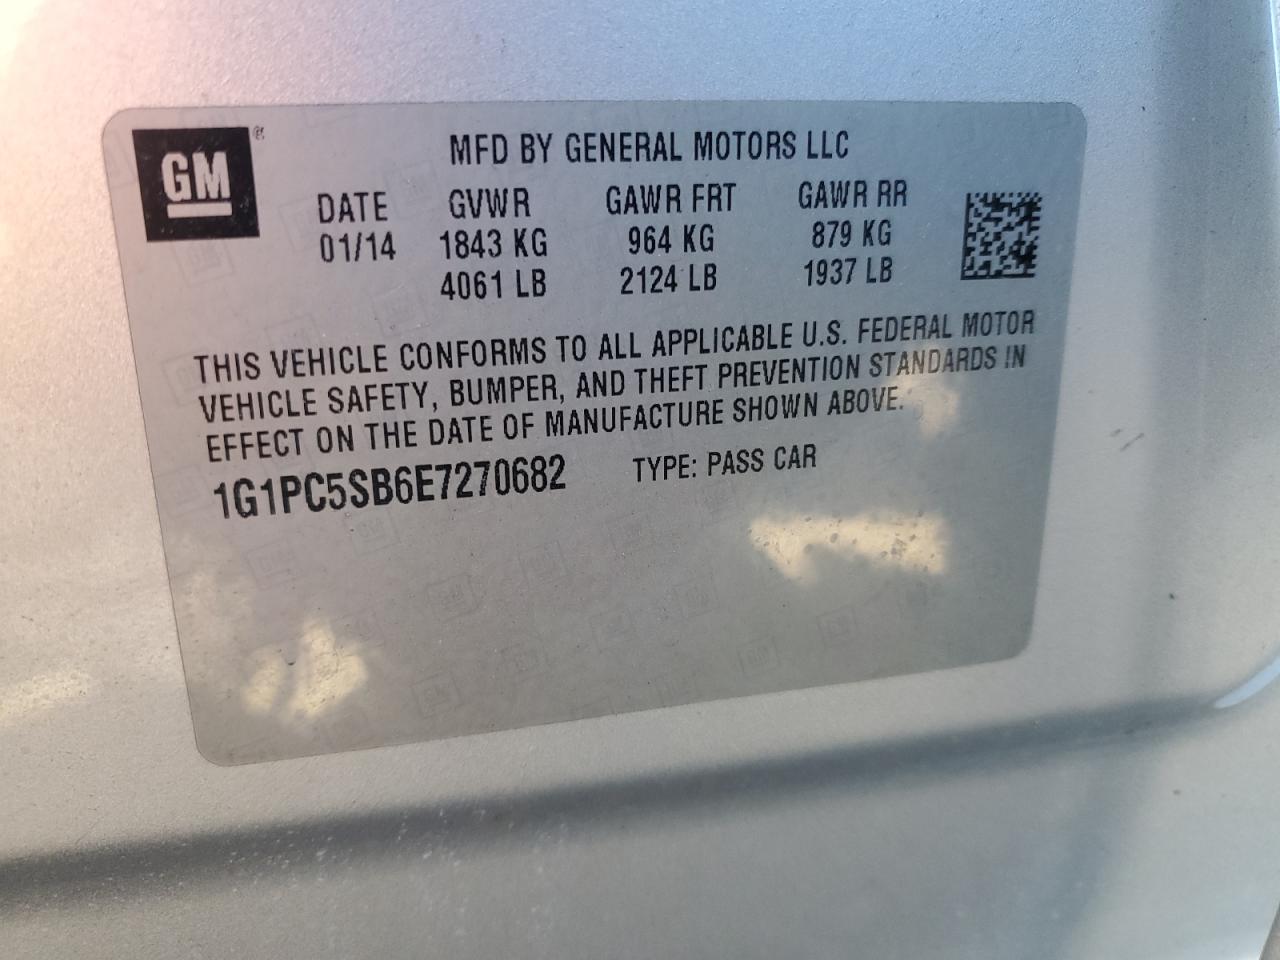 GM ®
MFD BY GENERAL MOTORS LLC
DATE GVWR GAWR FRT GAWR RR
01/14 1843 KG 964 KG 879 KG
4061 LB 2124 LB 1937 LB
THIS VEHICLE CONFORMS TO ALL APPLICABLE U.S. FEDERAL MOTOR
VEHICLE SAFETY, BUMPER, AND THEFT PREVENTION STANDARDS IN
EFFECT ON THE DATE OF MANUFACTURE SHOWN ABOVE.
1G1PC5SB6E7270682 TYPE: PASS CAR